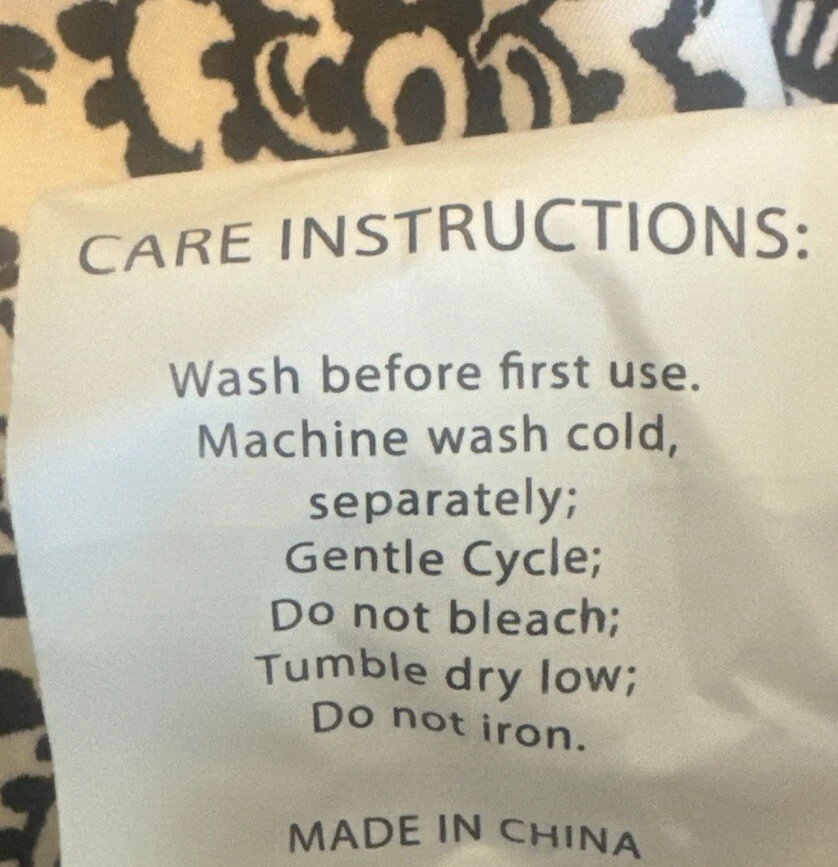 CARE INSTRUCTIONS:
Wash before first use.
Machine wash cold,
separately;
Gentle Cycle;
Do not bleach;
Tumble dry low;
Do not iron.
MADE IN CHINA